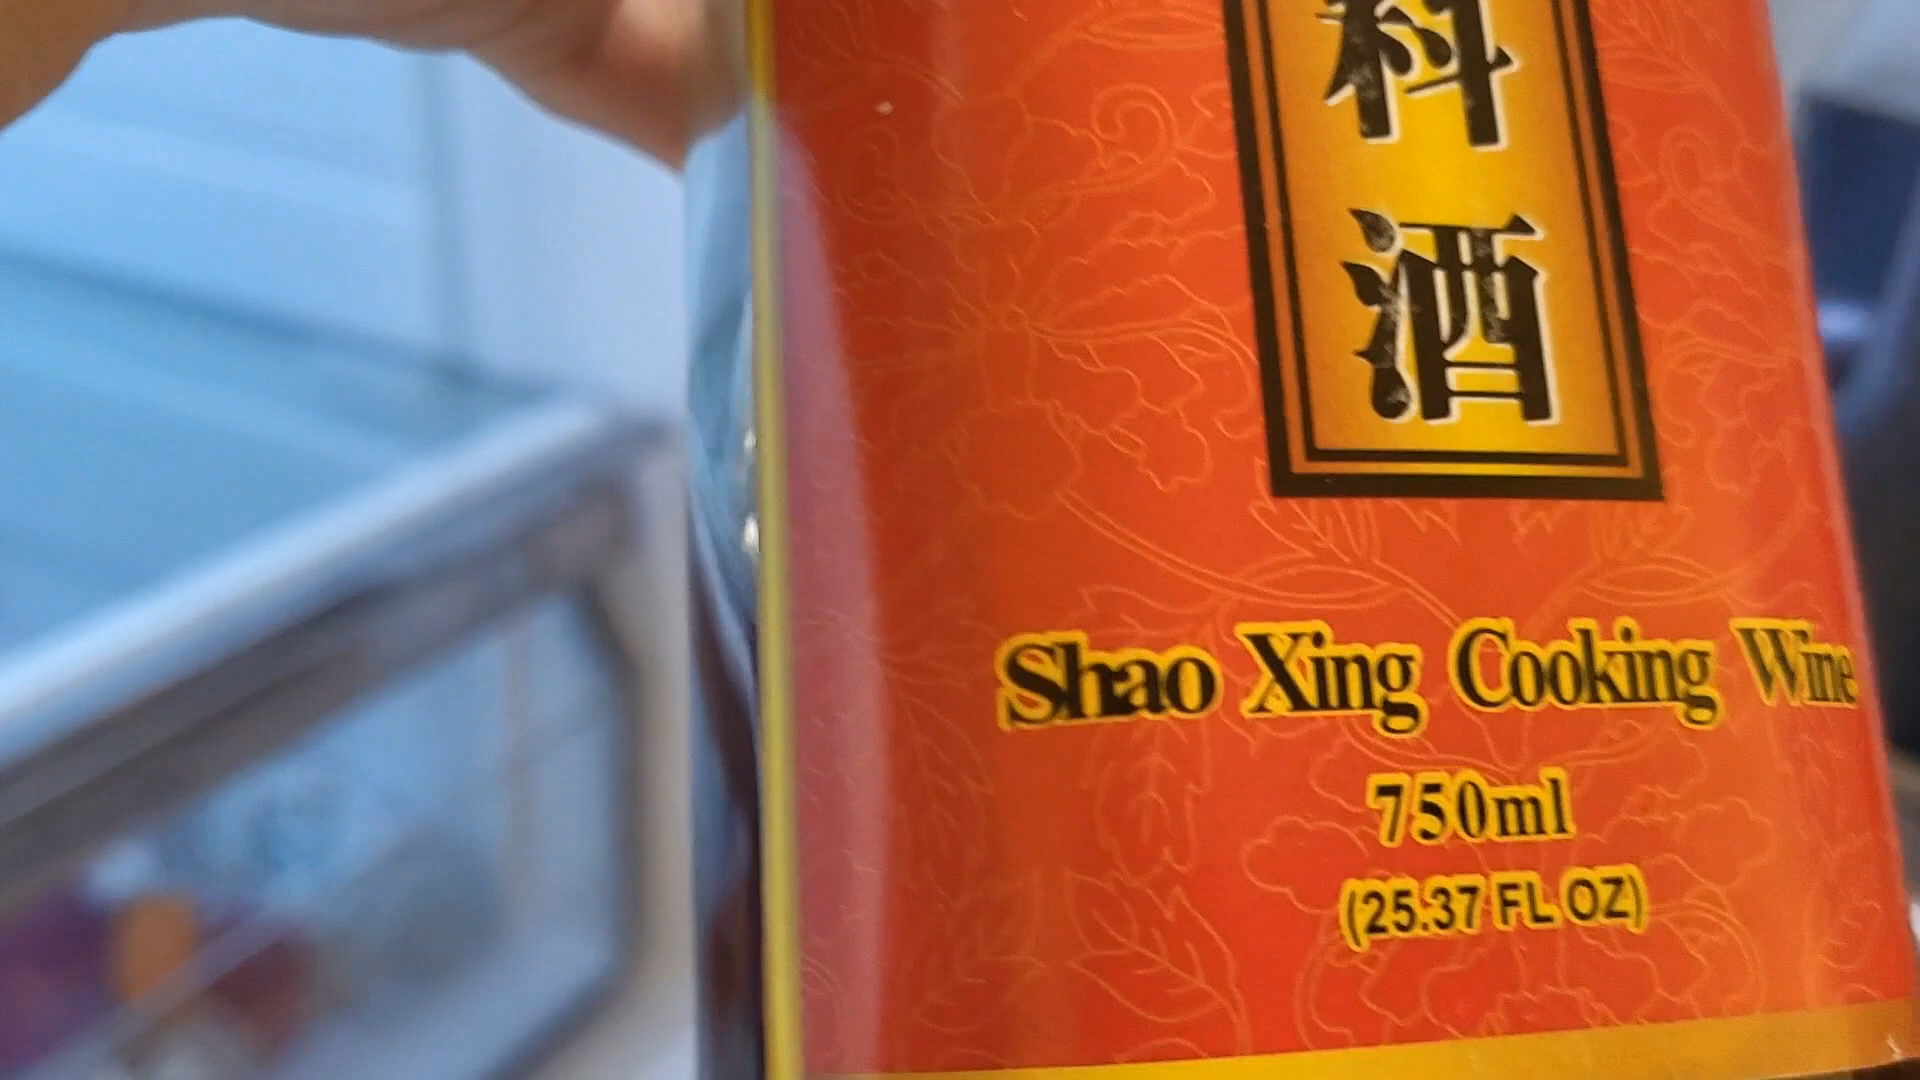 料
酒
Shao Xing Cooking Wine
750ml
(25.37 FL OZ)